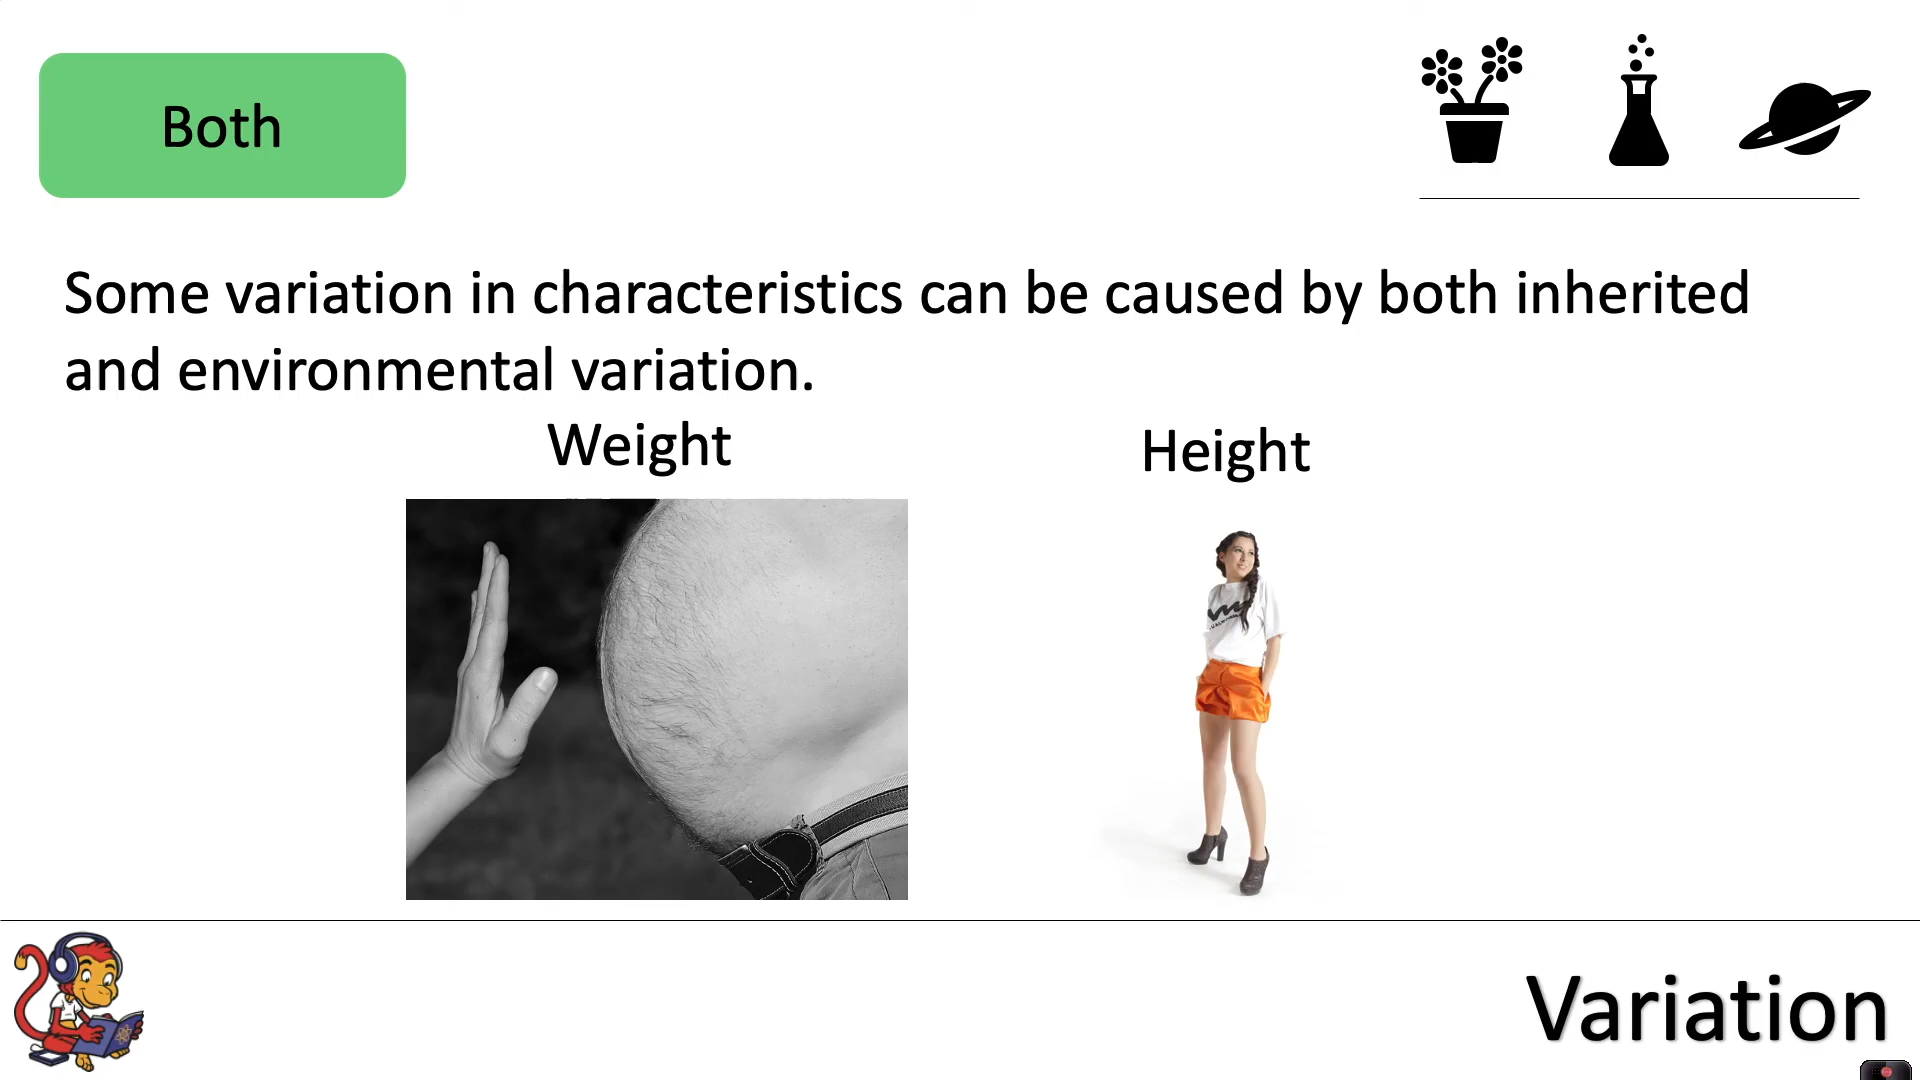 Both
Some variation in characteristics can be caused by both inherited
and environmental variation.
Weight
Height
Variation